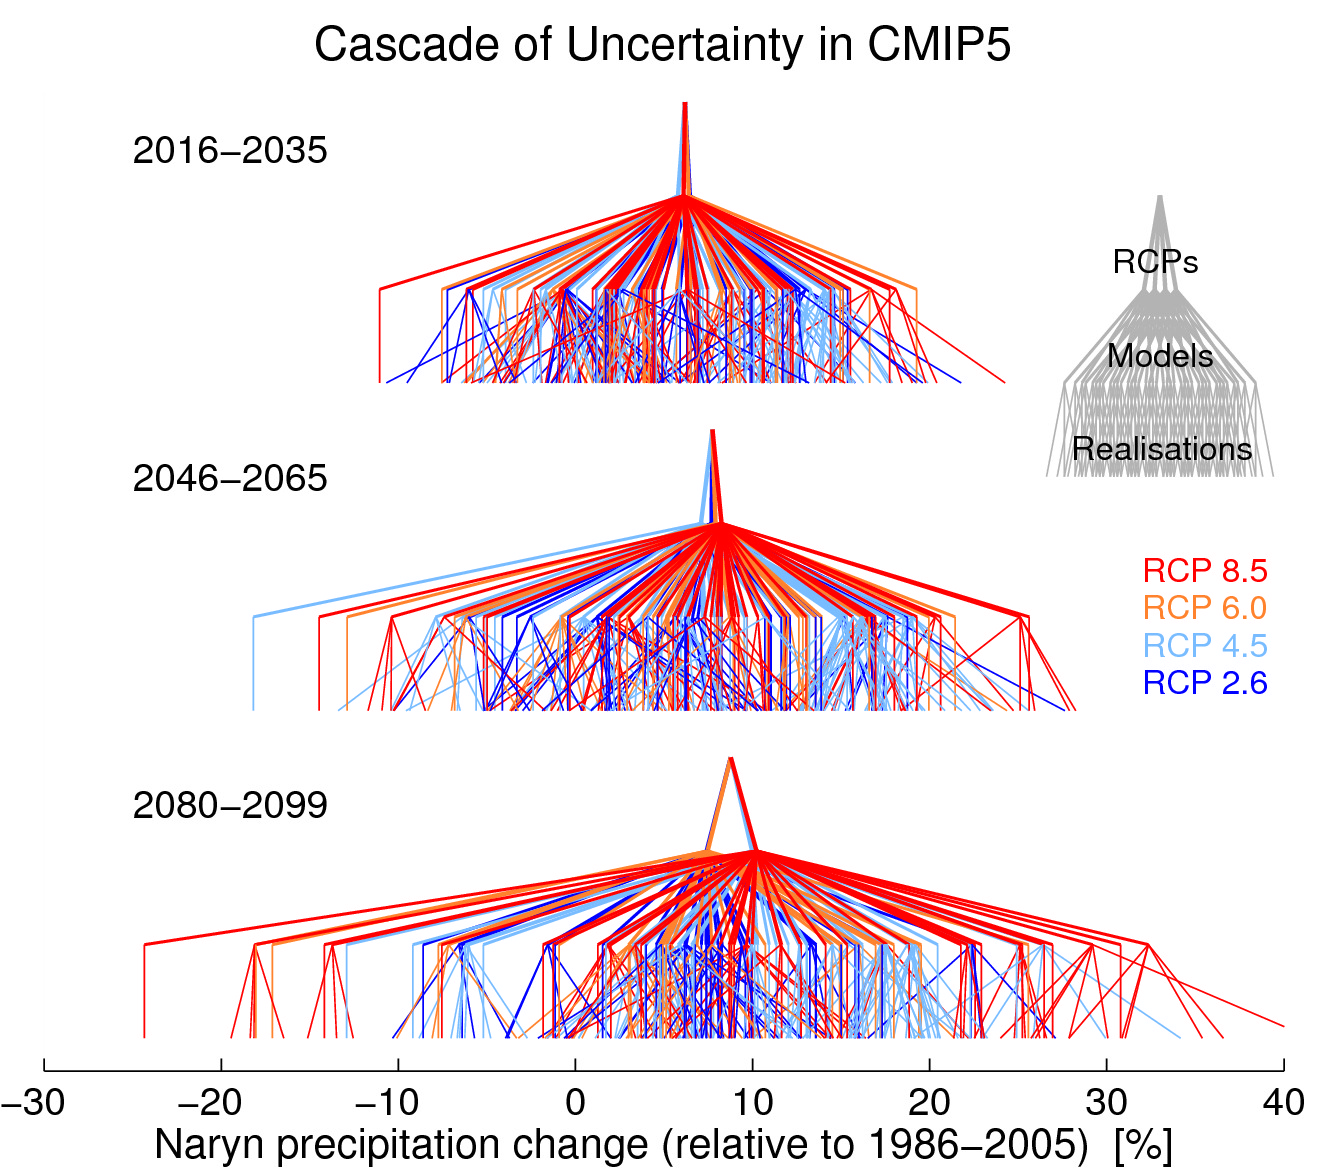 Cascade of Uncertainty in CMIP5
2016−2035
RCPs
Models
Realisations
2046−2065
RCP 8.5
RCP 6.0
RCP 4.5
RCP 2.6
2080−2099
−30 −20 −10 0 10 20 30 40
Naryn precipitation change (relative to 1986−2005) [%]